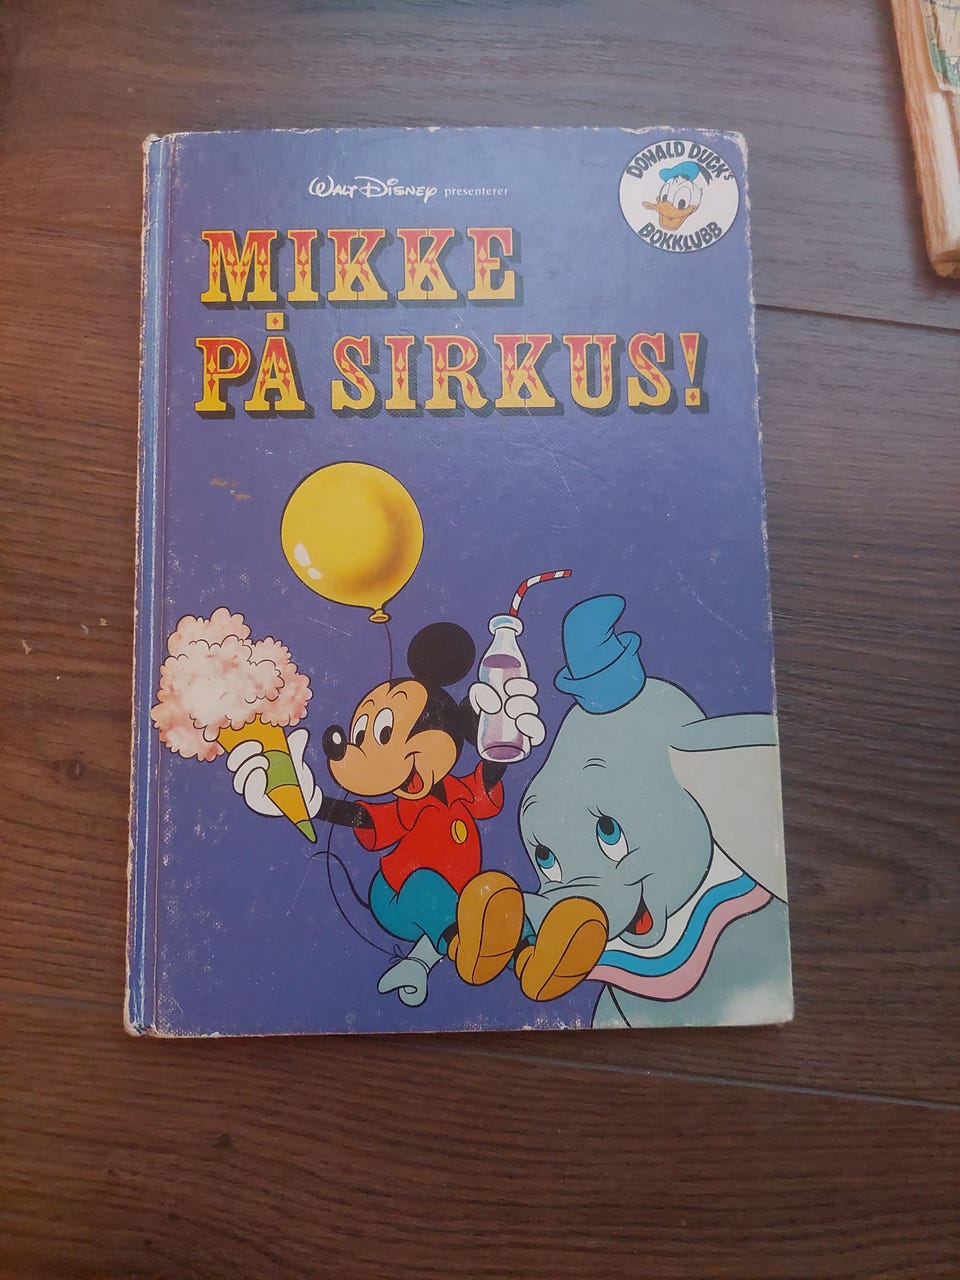 Walt Disney presenterer
DONALD DUCK's
BOKKLUBB
MIKKE
PÅ SIRKUS!